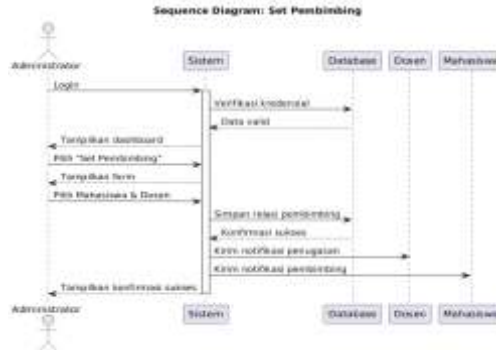 Sequence Diagram: Set Pembimbing
Administrator
Sistem
Database
Dosen
Mahasiswa
Login
Verifikasi kredensial
Data valid
Tampilkan dashboard
Pilih "Set Pembimbing"
Tampilkan form
Pilih Mahasiswa & Dosen
Simpan relasi pembimbing
Konfirmasi sukses
Kirim notifikasi penugasan
Kirim notifikasi pembimbing
Tampilkan konfirmasi sukses
Administrator
Sistem
Database
Dosen
Mahasiswa